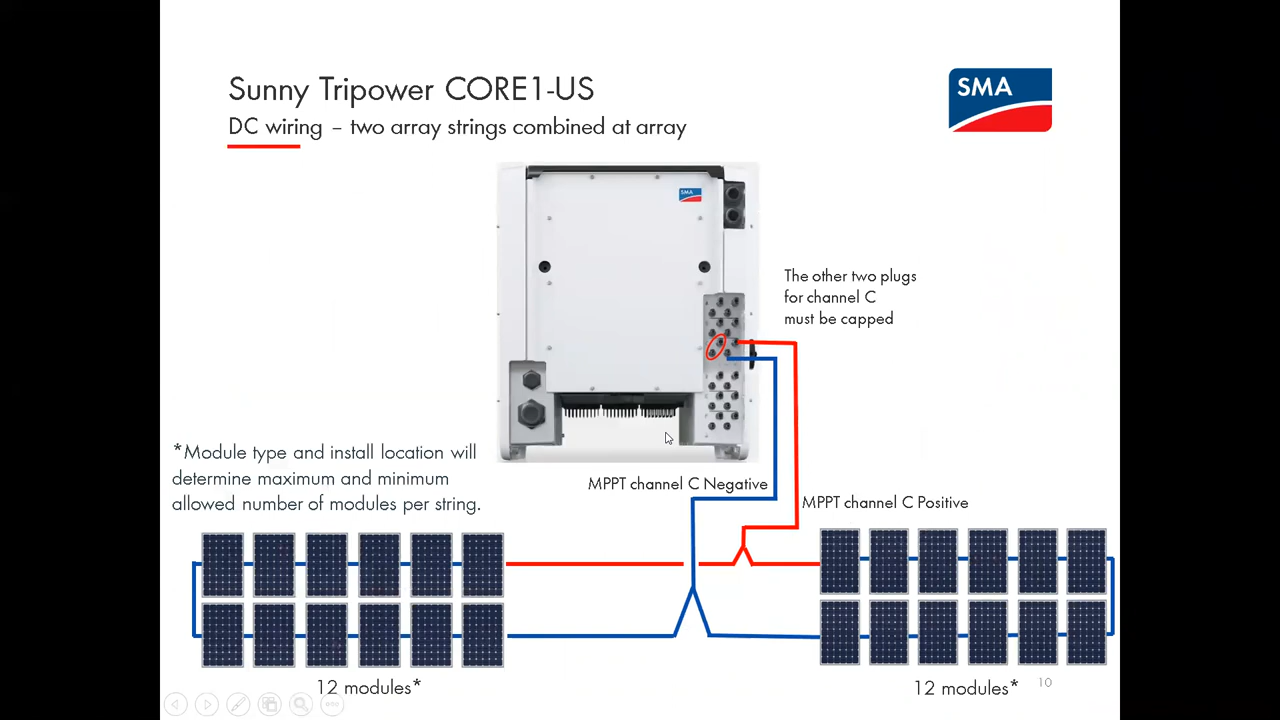 Sunny Tripower CORE1-US
DC wiring – two array strings combined at array
SMA
SMA
The other two plugs
for channel C
must be capped
*Module type and install location will
determine maximum and minimum
allowed number of modules per string.
MPPT channel C Negative
MPPT channel C Positive
12 modules*
12 modules*
10